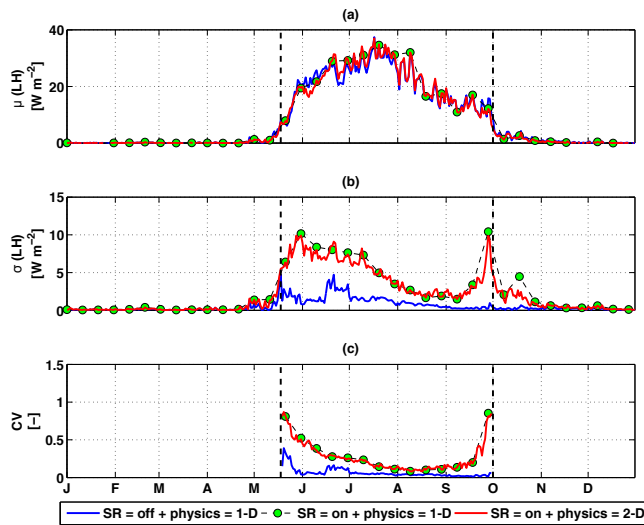 (a)
40
20
0
μ (LH)
[W m⁻²]
J F M A M J J A S O N D
(b)
15
10
5
0
σ (LH)
[W m⁻²]
J F M A M J J A S O N D
(c)
1.5
1
0.5
0
CV
[–]
J F M A M J J A S O N D
SR = off + physics = 1-D SR = on + physics = 1-D SR = on + physics = 2-D